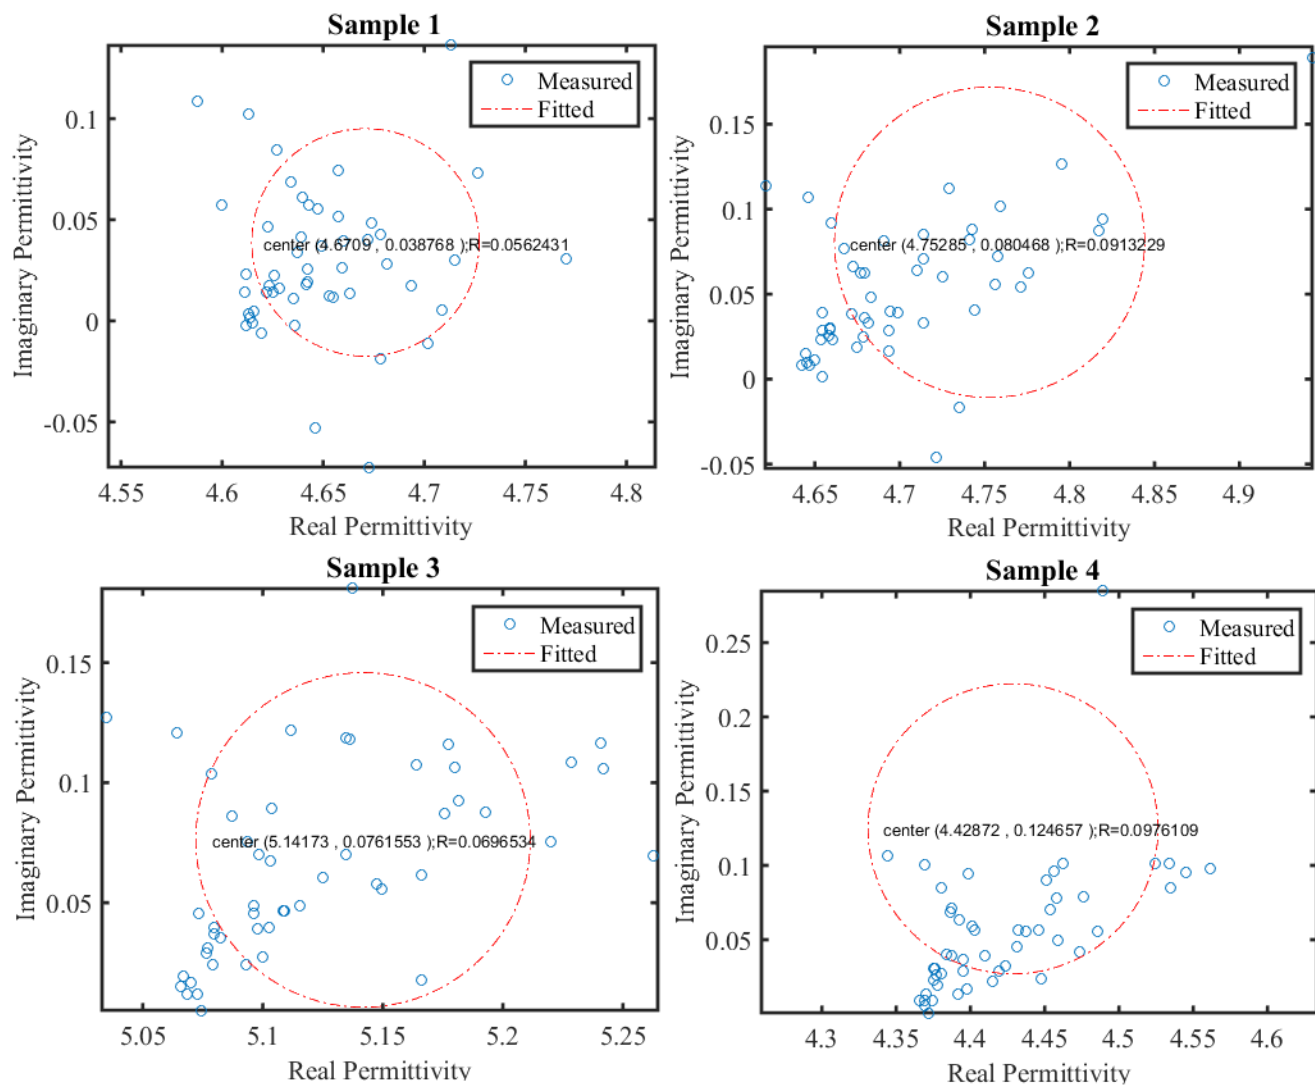 Sample 1
Measured
Fitted
center (4.6709 , 0.038768 );R=0.0562431
0.1
0.05
0
-0.05
4.55 4.6 4.65 4.7 4.75 4.8
Imaginary Permittivity
Real Permittivity
Sample 2
Measured
Fitted
center (4.75285 , 0.080468 );R=0.0913229
0.15
0.1
0.05
0
-0.05
4.65 4.7 4.75 4.8 4.85 4.9
Imaginary Permittivity
Real Permittivity
Sample 3
Measured
Fitted
center (5.14173 , 0.0761553 );R=0.0696534
0.15
0.1
0.05
5.05 5.1 5.15 5.2 5.25
Imaginary Permittivity
Real Permittivity
Sample 4
Measured
Fitted
center (4.42872 , 0.124657 );R=0.0976109
0.25
0.2
0.15
0.1
0.05
4.3 4.35 4.4 4.45 4.5 4.55 4.6
Imaginary Permittivity
Real Permittivity